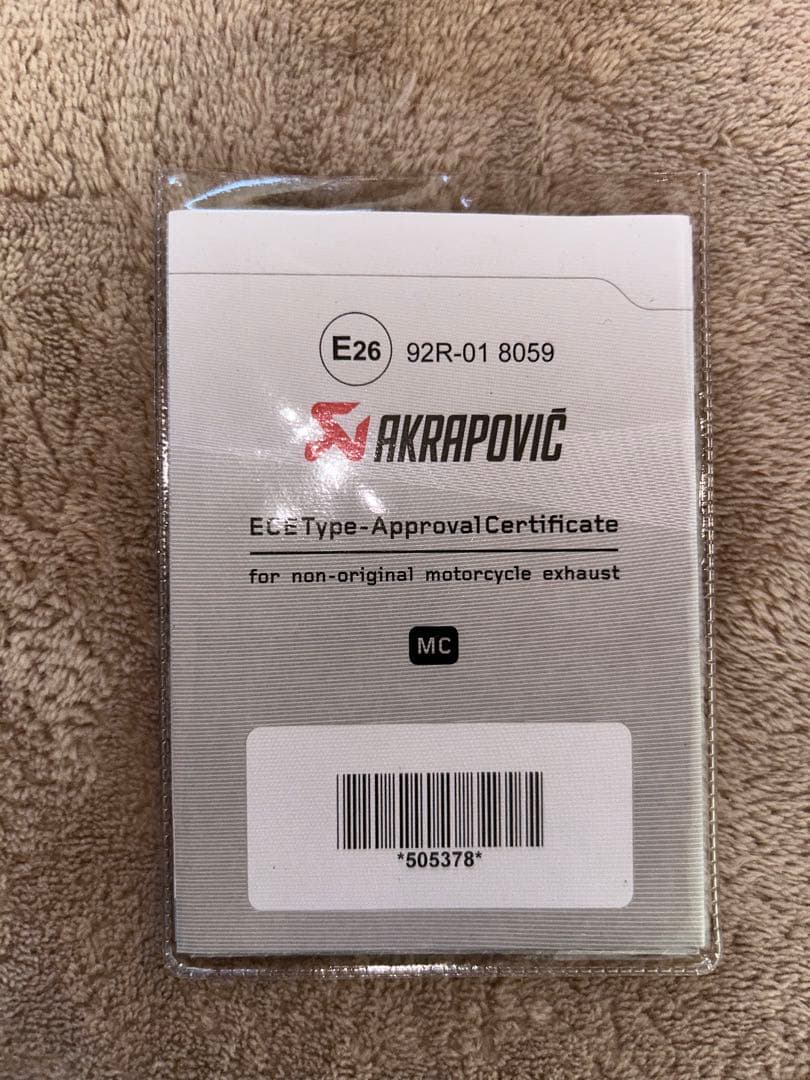 E26 92R-01 8059
AKRAPOVIČ
ECE Type-Approval Certificate
for non-original motorcycle exhaust
MC
*505378*